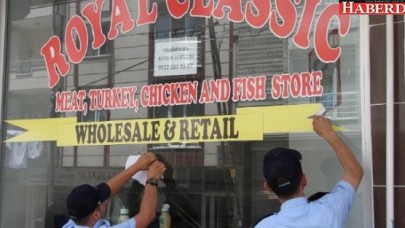 HABERD
ROYAL CLASSIC
MEAT, TURKEY, CHICKEN AND FISH STORE
WHOLESALE & RETAIL